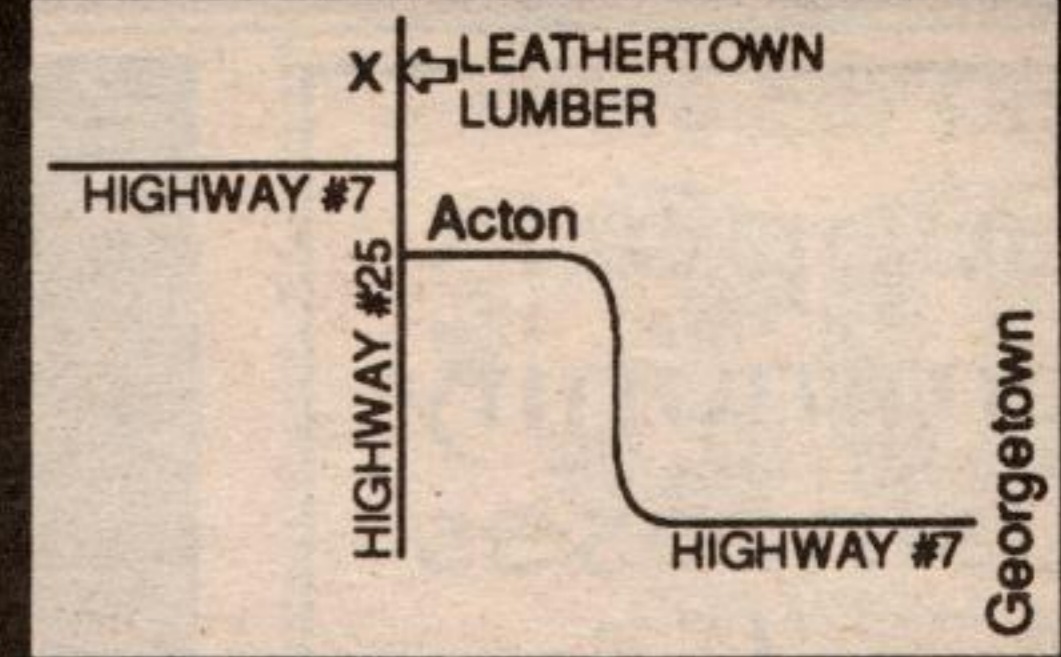 X LEATHERTOWN
LUMBER
HIGHWAY #7
Acton
HIGHWAY #25
Georgetown
HIGHWAY #7